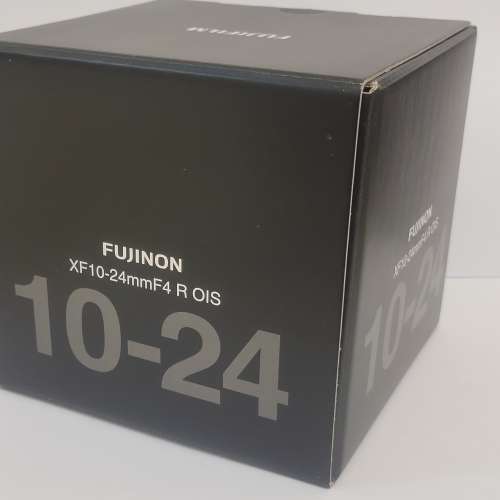 FUJIFILM
FUJINON
XF10-24mmF4 R OIS
10-24
FUJINON
XF10-24mmF4 R OIS
10-24